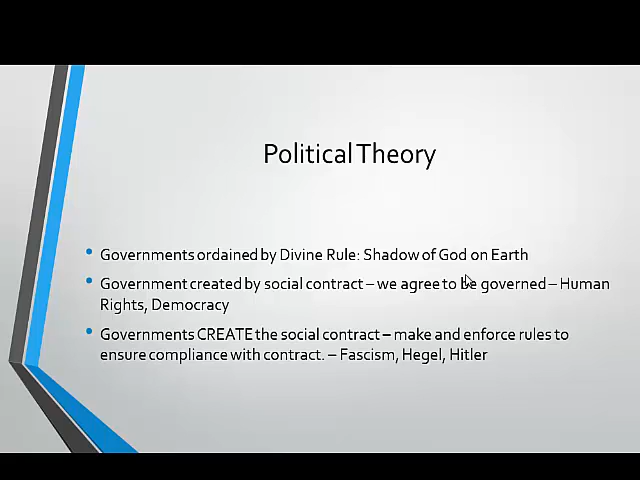 Political Theory
• Governments ordained by Divine Rule: Shadow of God on Earth
• Government created by social contract – we agree to be governed – Human
Rights, Democracy
• Governments CREATE the social contract – make and enforce rules to
ensure compliance with contract. – Fascism, Hegel, Hitler